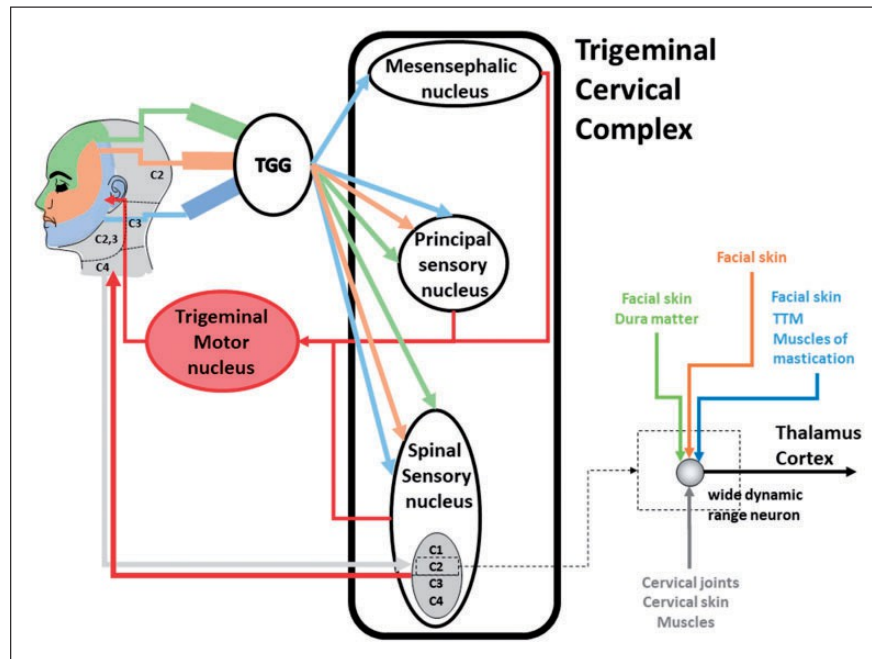 Trigeminal
Cervical
Complex
Mesensephalic
nucleus
TGG
C2
C3
C2,3
C4
Principal
sensory
nucleus
Trigeminal
Motor
nucleus
Spinal
Sensory
nucleus
C1
C2
C3
C4
Facial skin
Facial skin
Dura matter
Facial skin
TTM
Muscles of
mastication
Thalamus
Cortex
wide dynamic
range neuron
Cervical joints
Cervical skin
Muscles